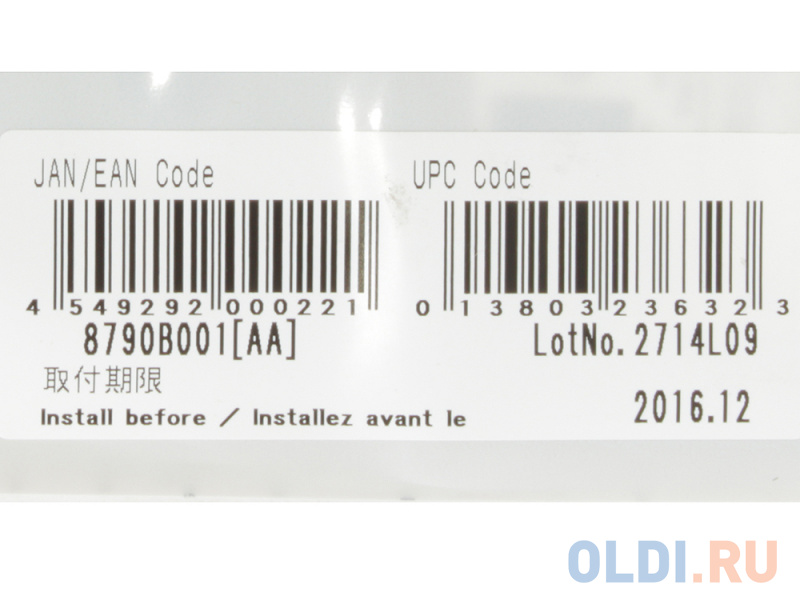 JAN/EAN Code
UPC Code
4 549292 000221
0 13803 23632 3
8790B001[AA]
LotNo.2714L09
取付期限
Install before / Installez avant le
2016.12
OLDI.RU